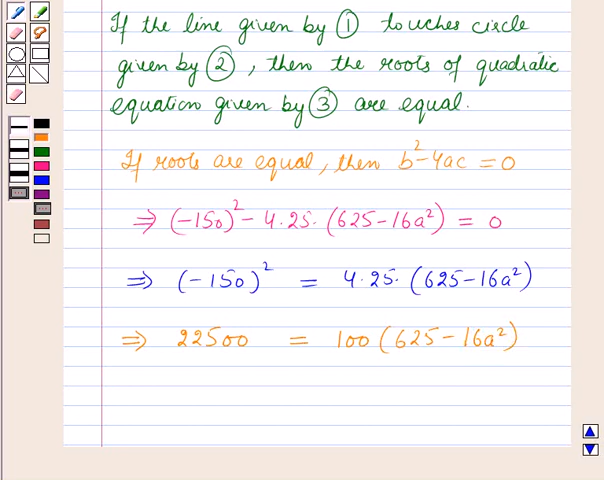 If the line given by ① touches circle
given by ②, then the roots of quadratic
equation given by ③ are equal.
If roots are equal, then b² - 4ac = 0
⇒ (-150)² - 4·25·(625 - 16a²) = 0
⇒ (-150)² = 4·25·(625 - 16a²)
⇒ 22500 = 100(625 - 16a²)